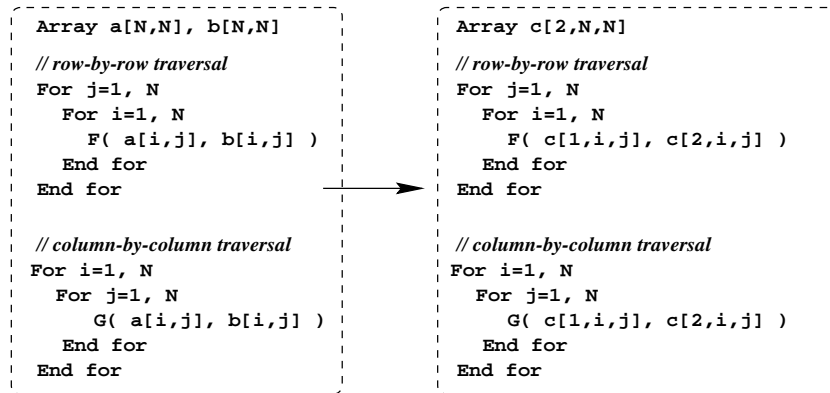 Array a[N,N], b[N,N]
// row-by-row traversal
For j=1, N
For i=1, N
F( a[i,j], b[i,j] )
End for
End for
// column-by-column traversal
For i=1, N
For j=1, N
G( a[i,j], b[i,j] )
End for
End for
Array c[2,N,N]
// row-by-row traversal
For j=1, N
For i=1, N
F( c[1,i,j], c[2,i,j] )
End for
End for
// column-by-column traversal
For i=1, N
For j=1, N
G( c[1,i,j], c[2,i,j] )
End for
End for